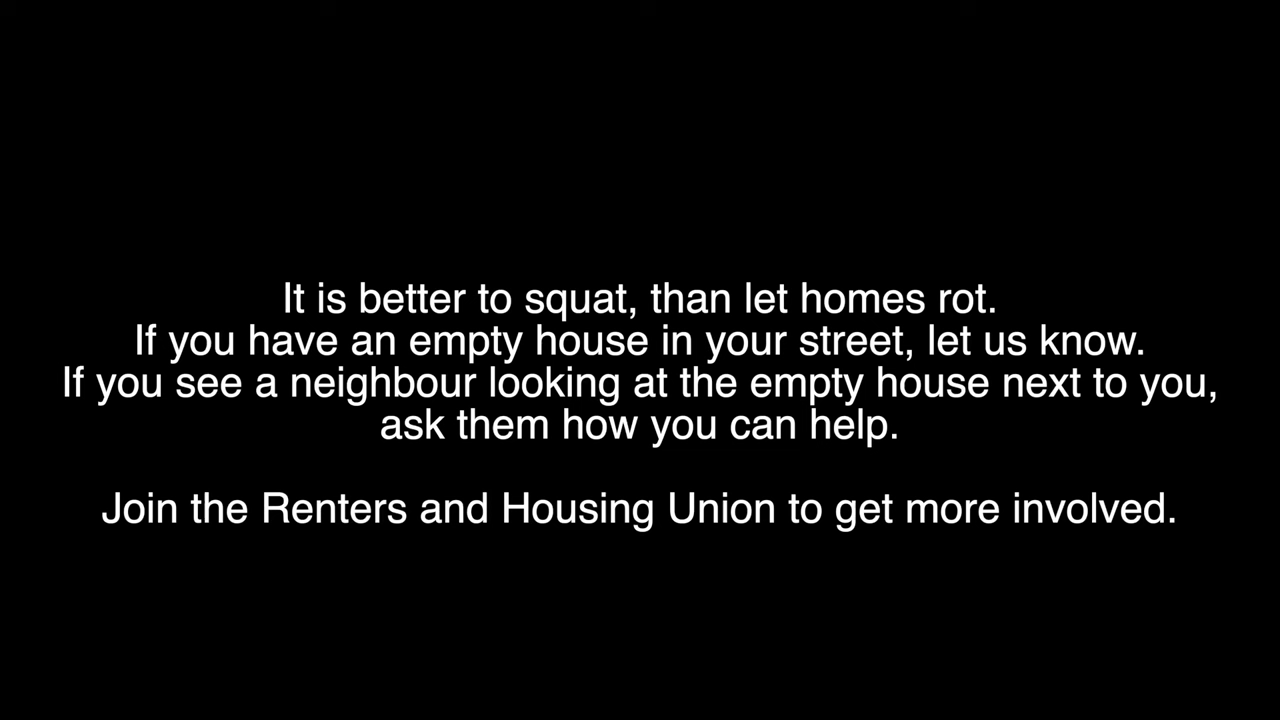 It is better to squat, than let homes rot.
If you have an empty house in your street, let us know.
If you see a neighbour looking at the empty house next to you,
ask them how you can help.
Join the Renters and Housing Union to get more involved.